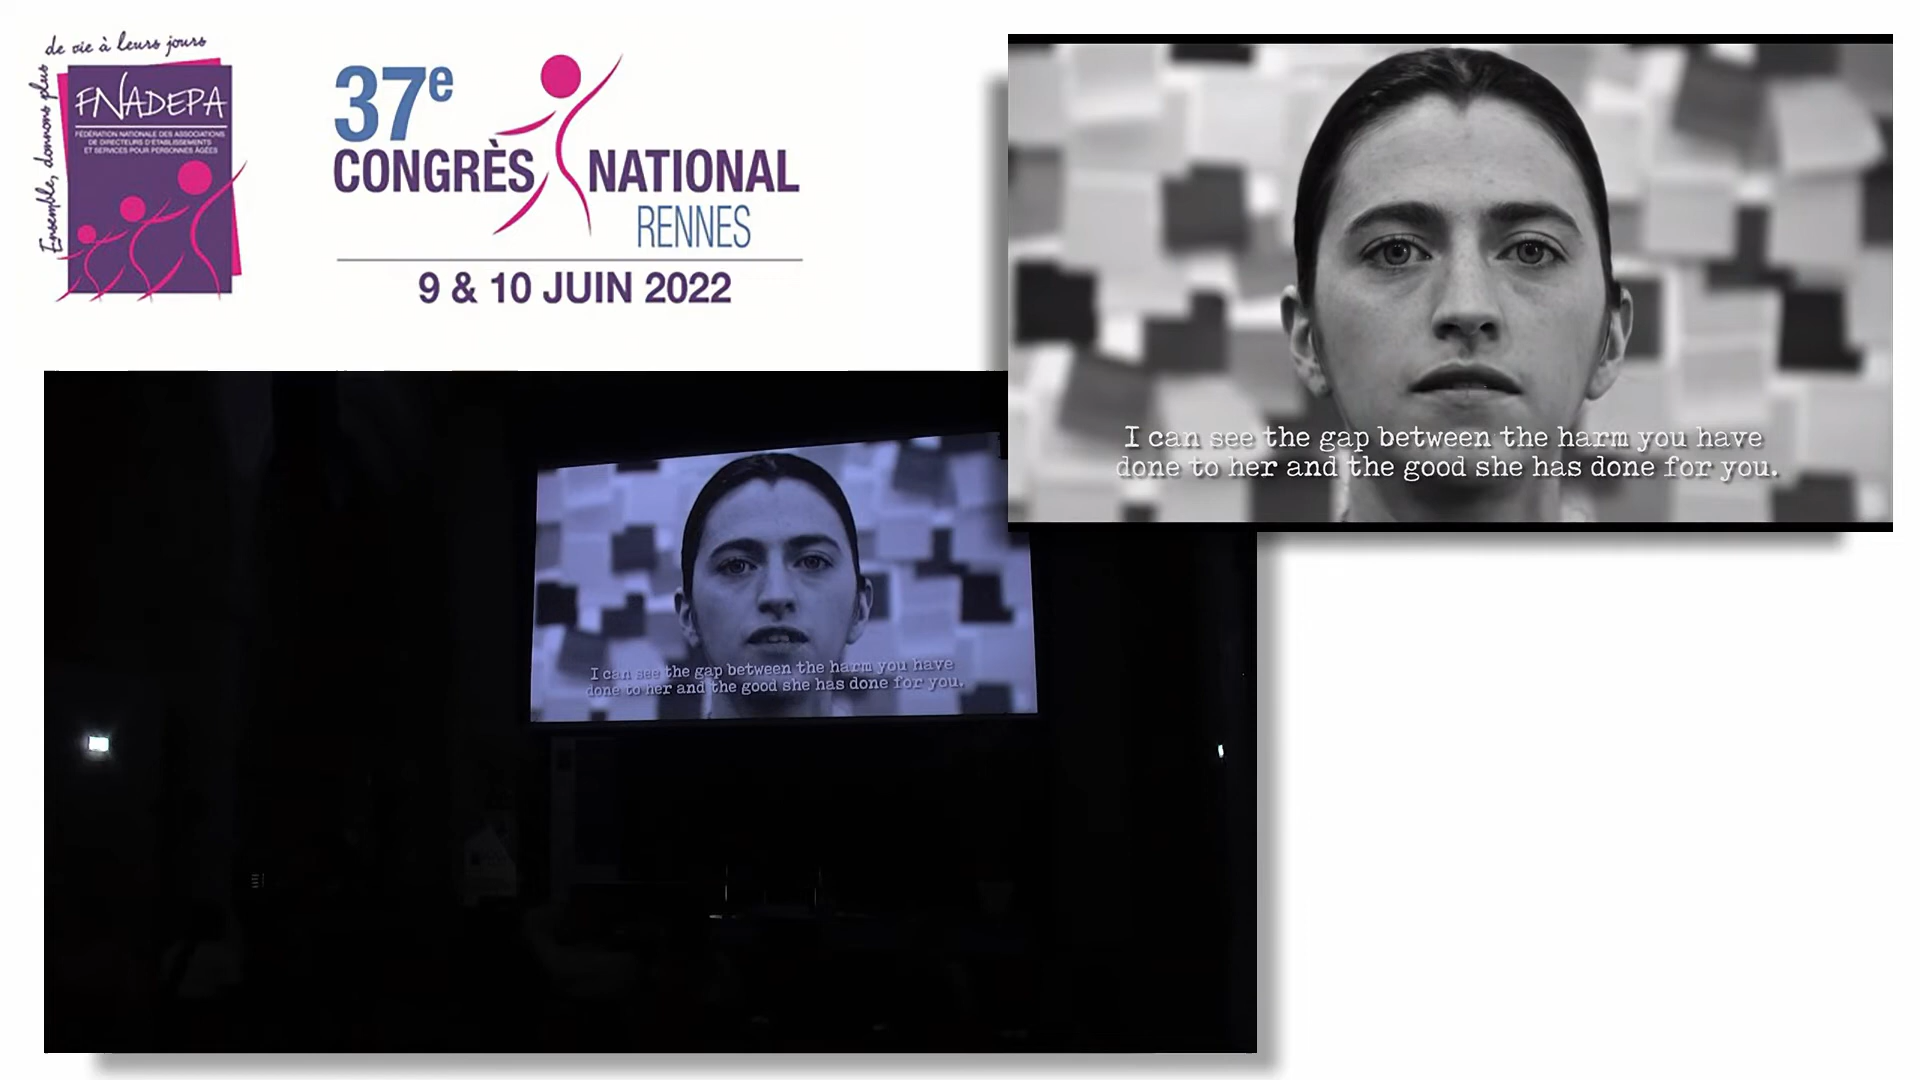 de vie à leurs jours
Ensemble, donnons plus
FNADEPA
FÉDÉRATION NATIONALE DES ASSOCIATIONS
DE DIRECTEURS D'ÉTABLISSEMENTS
ET SERVICES POUR PERSONNES ÂGÉES
37e
CONGRÈS NATIONAL
RENNES
9 & 10 JUIN 2022
I can see the gap between the harm you have
done to her and the good she has done for you.
I can see the gap between the harm you have
done to her and the good she has done for you.